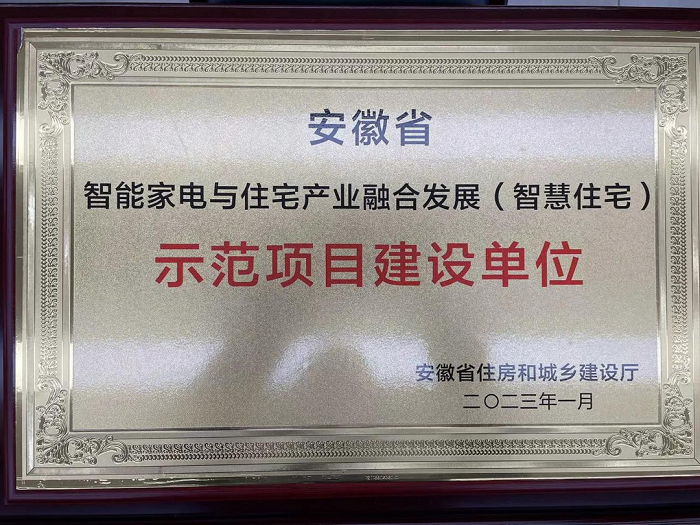 安徽省
智能家电与住宅产业融合发展（智慧住宅）
示范项目建设单位
安徽省住房和城乡建设厅
二〇二三年一月